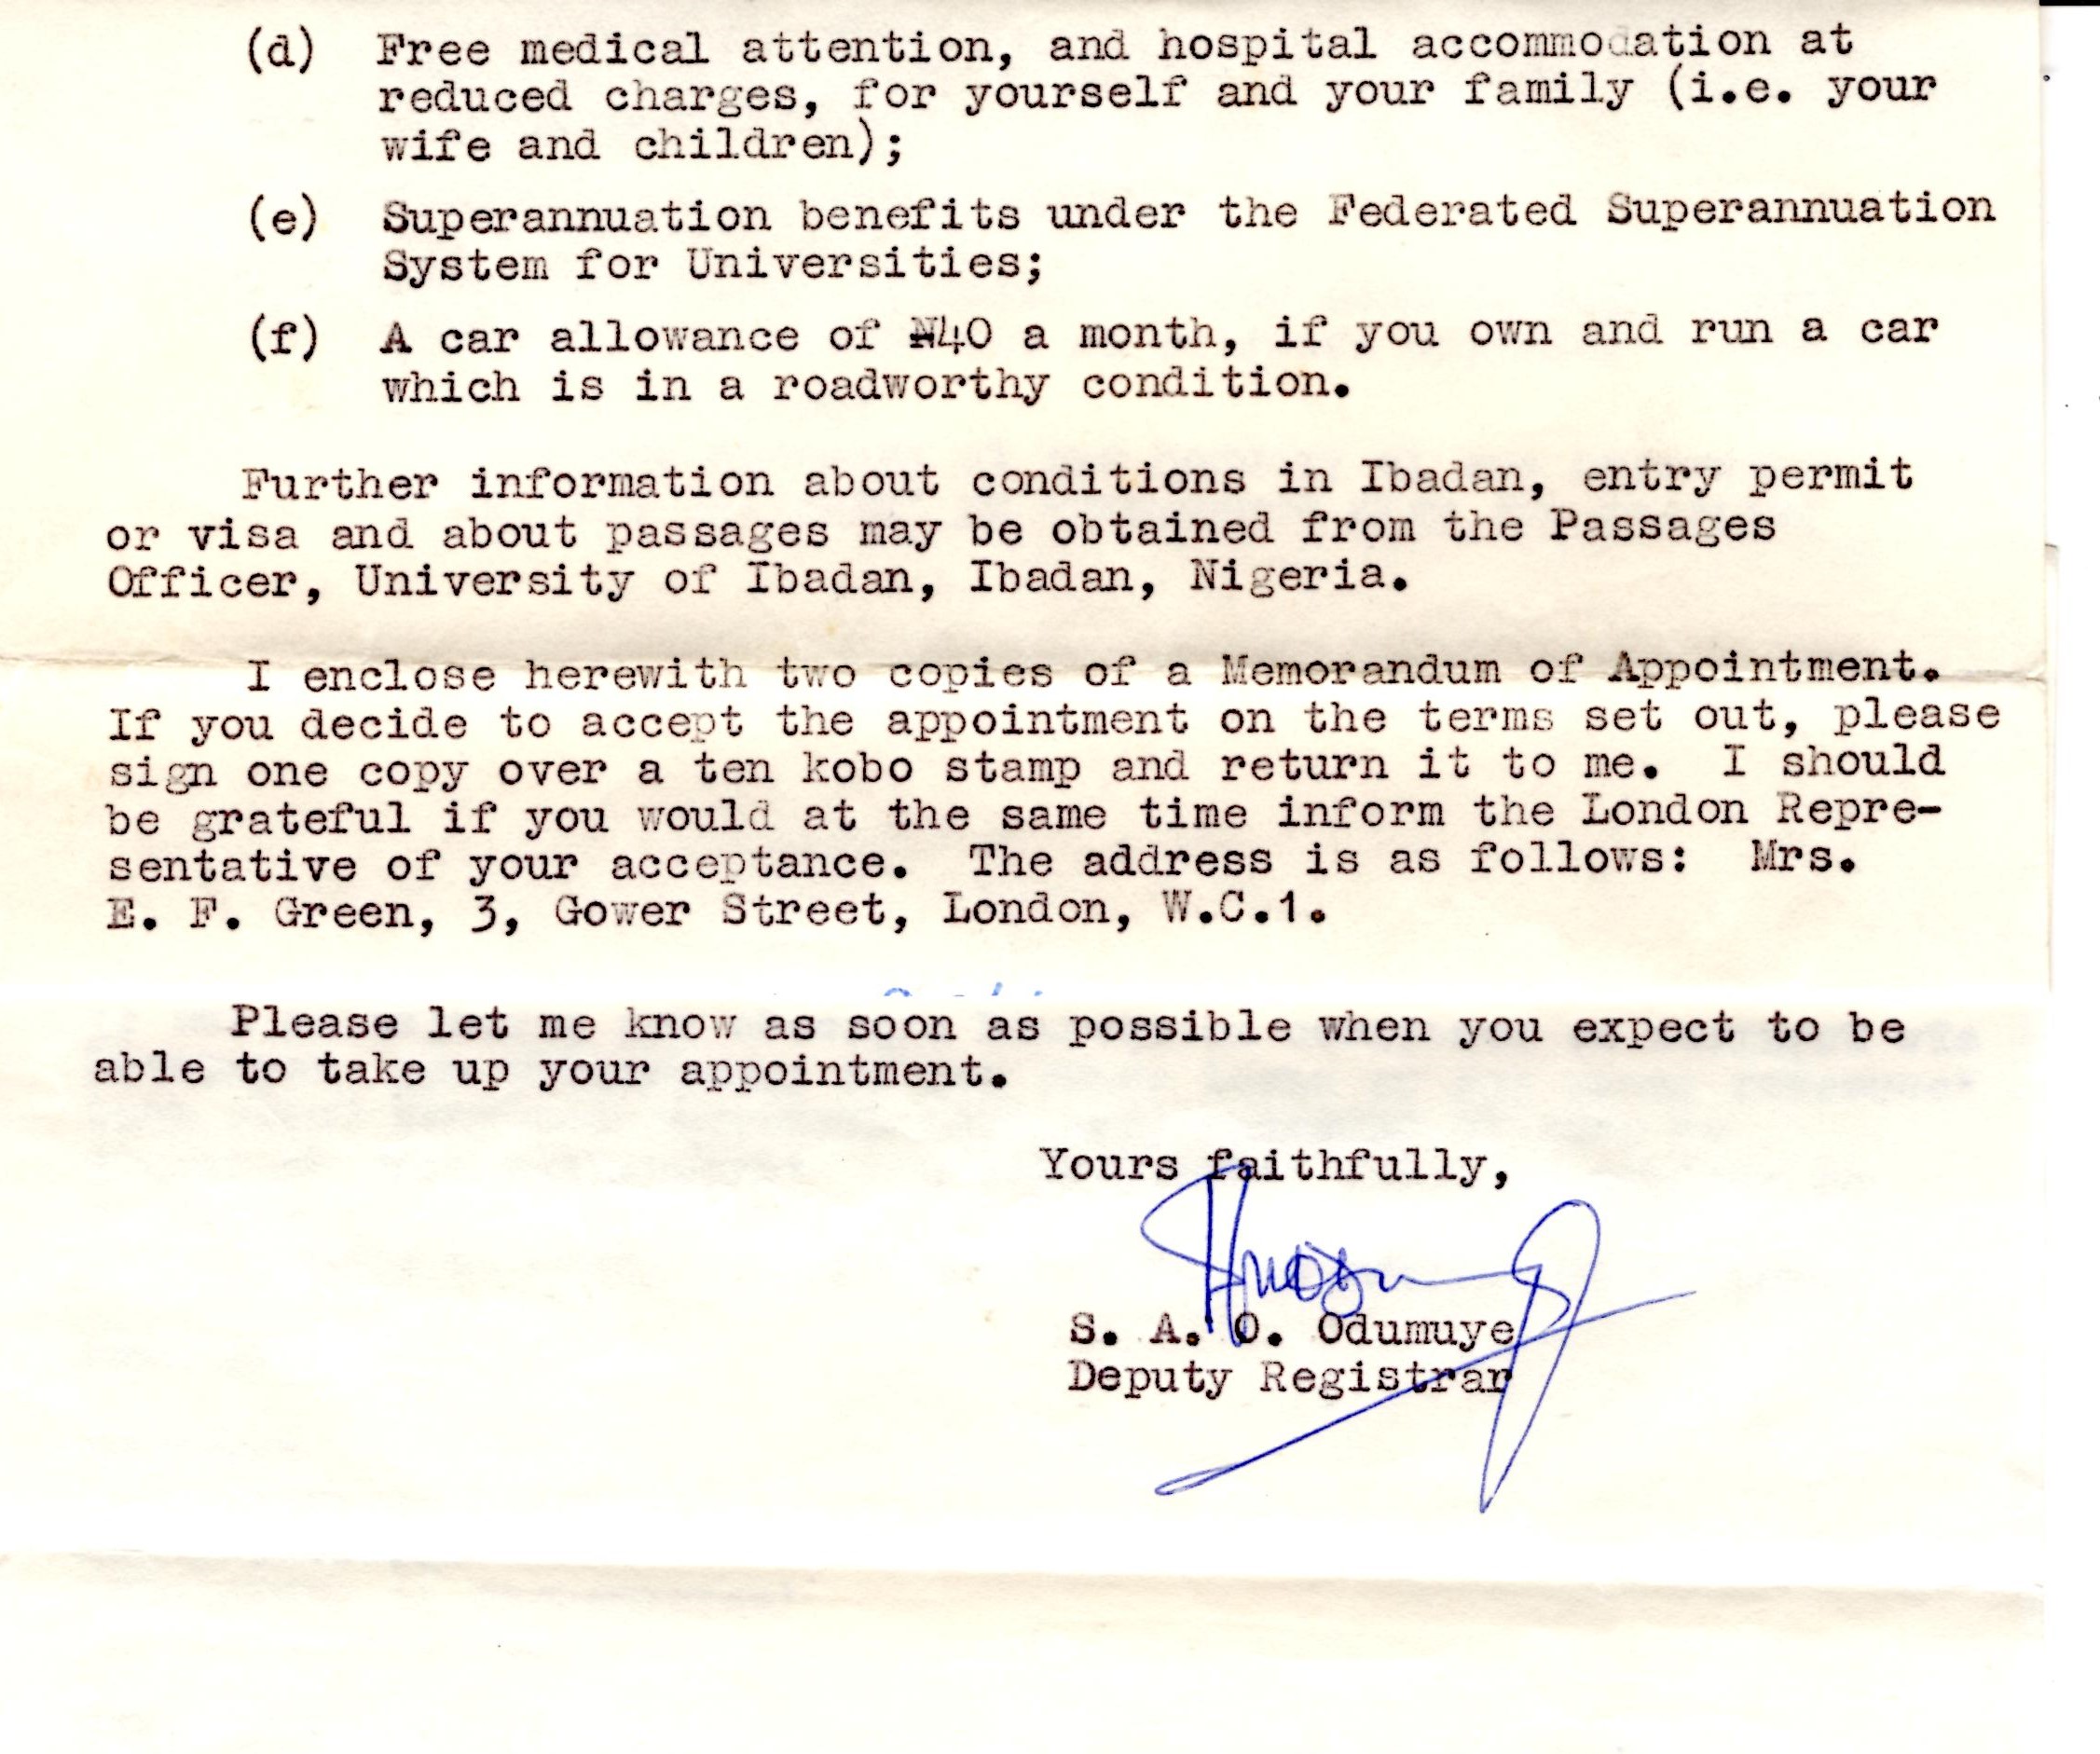 (d) Free medical attention, and hospital accommodation at
reduced charges, for yourself and your family (i.e. your
wife and children);
(e) Superannuation benefits under the Federated Superannuation
System for Universities;
(f) A car allowance of ₦40 a month, if you own and run a car
which is in a roadworthy condition.
Further information about conditions in Ibadan, entry permit
or visa and about passages may be obtained from the Passages
Officer, University of Ibadan, Ibadan, Nigeria.
I enclose herewith two copies of a Memorandum of Appointment.
If you decide to accept the appointment on the terms set out, please
sign one copy over a ten kobo stamp and return it to me. I should
be grateful if you would at the same time inform the London Repre-
sentative of your acceptance. The address is as follows: Mrs.
E. F. Green, 3, Gower Street, London, W.C.1.
Please let me know as soon as possible when you expect to be
able to take up your appointment.
Yours faithfully,
S. A. O. Odumuye
Deputy Registrar